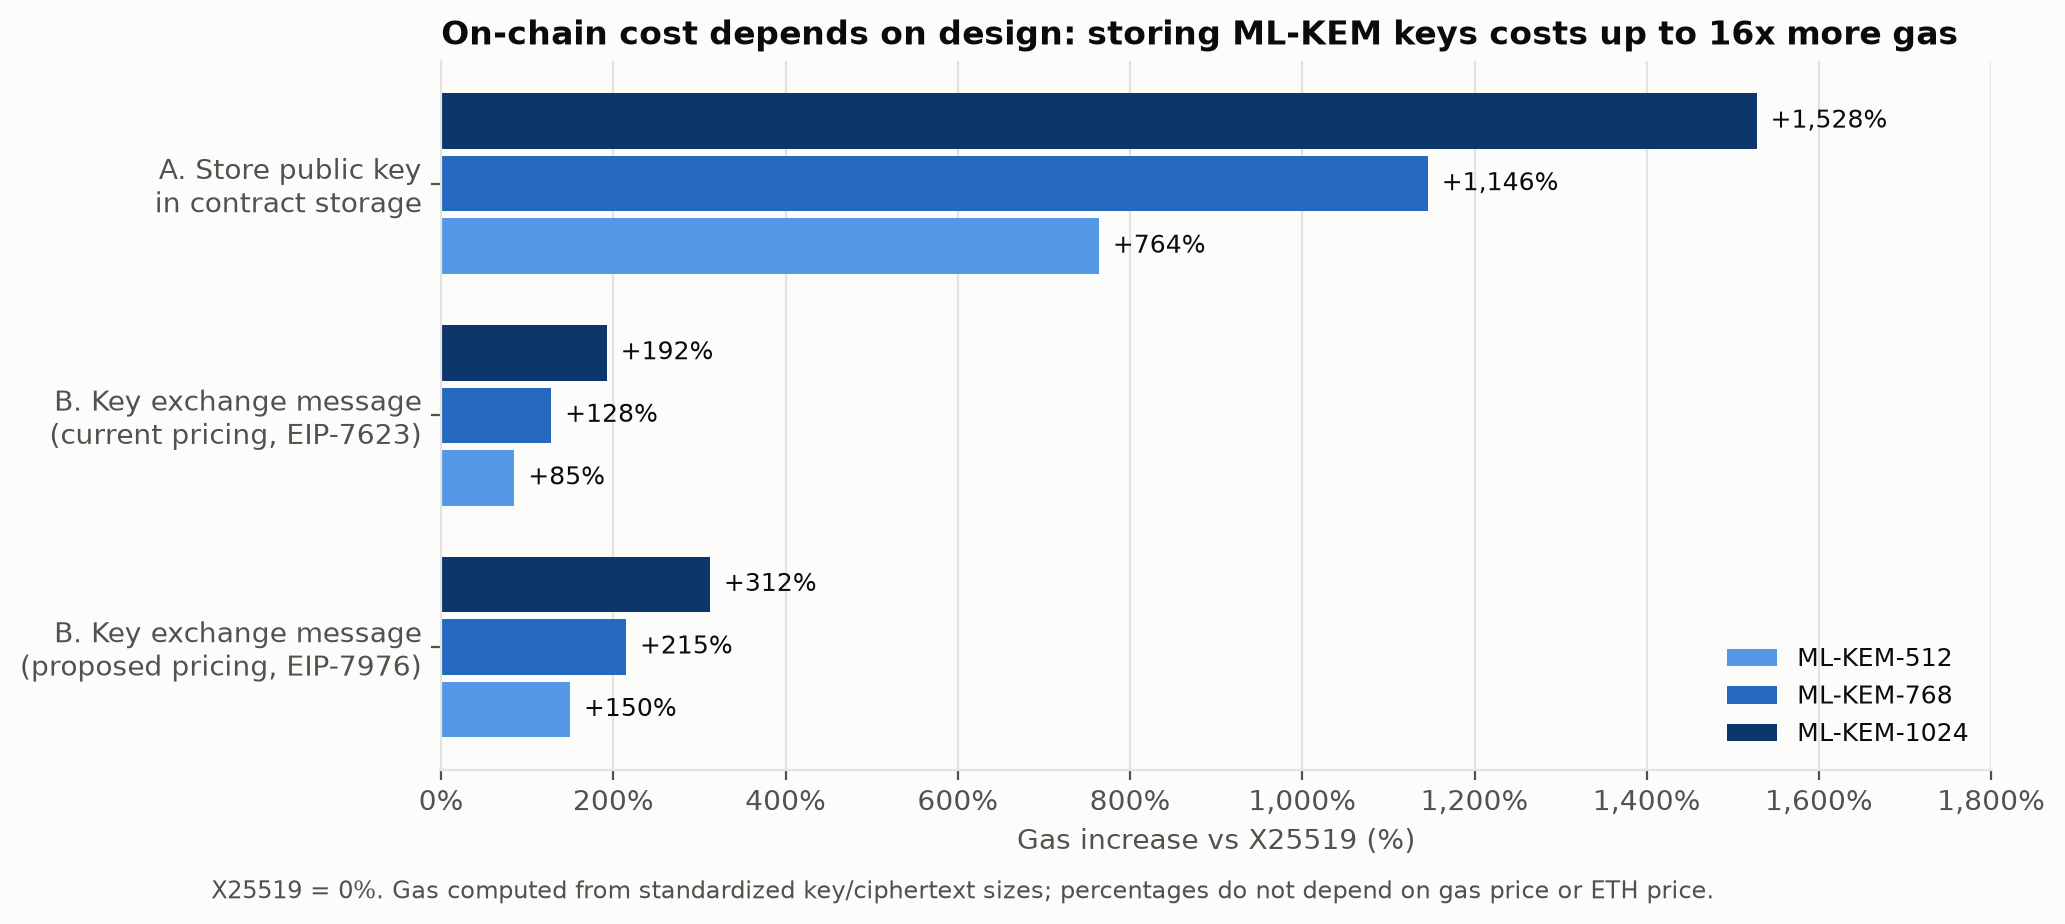 On-chain cost depends on design: storing ML-KEM keys costs up to 16x more gas
A. Store public key
in contract storage
+1,528%
+1,146%
+764%
B. Key exchange message
(current pricing, EIP-7623)
+192%
+128%
+85%
B. Key exchange message
(proposed pricing, EIP-7976)
+312%
+215%
+150%
ML-KEM-512
ML-KEM-768
ML-KEM-1024
0% 200% 400% 600% 800% 1,000% 1,200% 1,400% 1,600% 1,800%
Gas increase vs X25519 (%)
X25519 = 0%. Gas computed from standardized key/ciphertext sizes; percentages do not depend on gas price or ETH price.